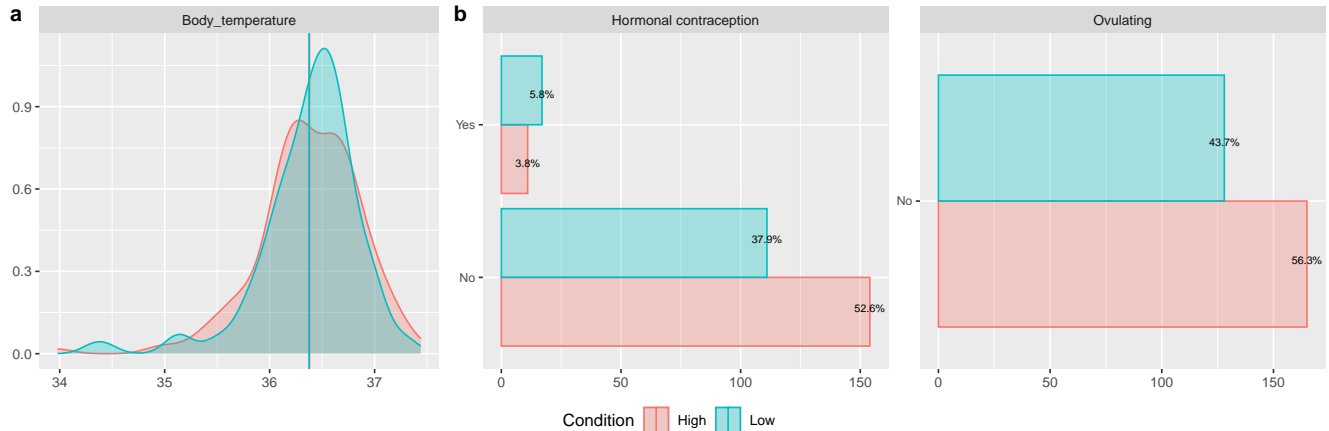 a
Body_temperature
0.9
0.6
0.3
0.0
34
35
36
37
b
Hormonal contraception
Yes
No
5.8%
3.8%
37.9%
52.6%
0
50
100
150
Ovulating
No
43.7%
56.3%
0
50
100
150
Condition High Low